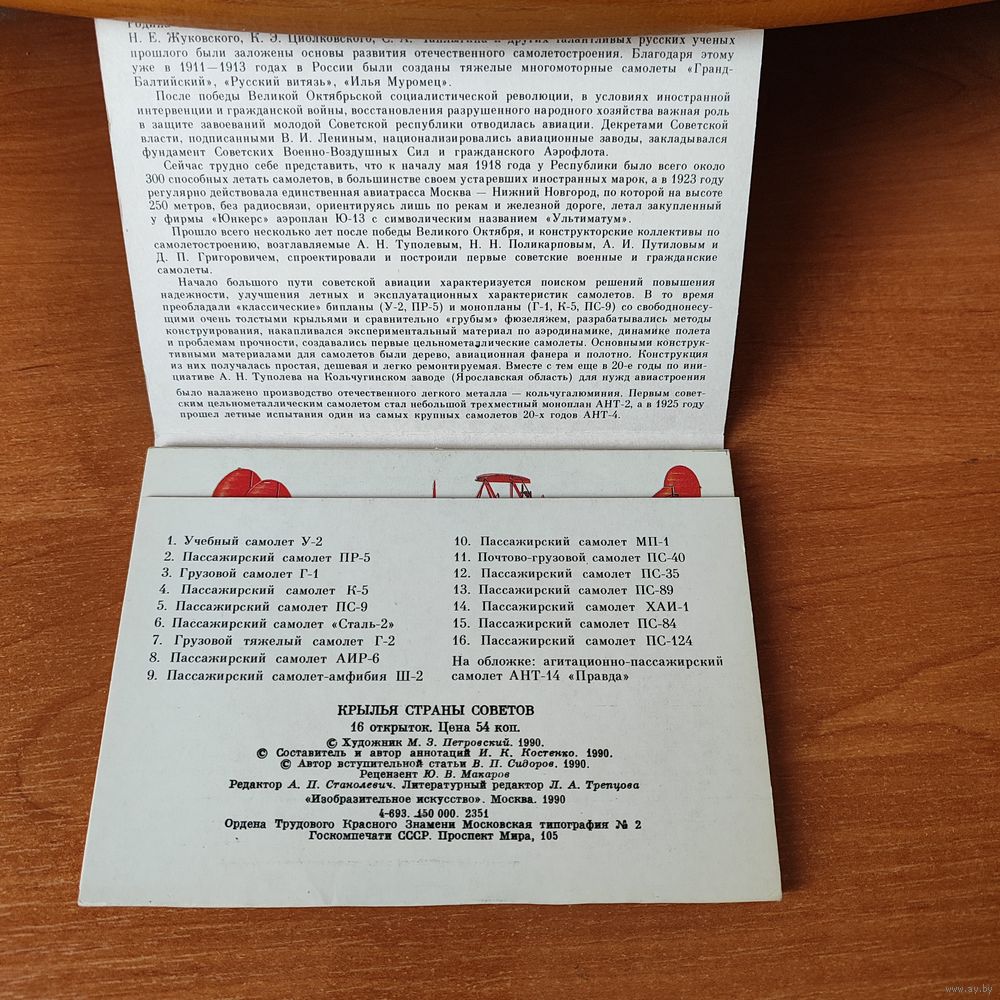 Родине
Н. Е. Жуковского, К. Э. Циолковского, С. А. Чаплыгина и других талантливых русских ученых
прошлого были заложены основы развития отечественного самолетостроения. Благодаря этому
уже в 1911—1913 годах в России были созданы тяжелые многомоторные самолеты «Гранд-
Балтийский», «Русский витязь», «Илья Муромец».
После победы Великой Октябрьской социалистической революции, в условиях иностранной
интервенции и гражданской войны, восстановления разрушенного народного хозяйства важная роль
в защите завоеваний молодой Советской республики отводилась авиации. Декретами Советской
власти, подписанными В. И. Лениным, национализировались авиационные заводы, закладывался
фундамент Советских Военно-Воздушных Сил и гражданского Аэрофлота.
Сейчас трудно себе представить, что к началу мая 1918 года у Республики было всего около
300 способных летать самолетов, в большинстве своем устаревших иностранных марок, а в 1923 году
регулярно действовала единственная авиатрасса Москва — Нижний Новгород, по которой на высоте
250 метров, без радиосвязи, ориентируясь лишь по рекам и железной дороге, летал закупленный
у фирмы «Юнкерс» аэроплан Ю-13 с символическим названием «Ультиматум».
Прошло всего несколько лет после победы Великого Октября, и конструкторские коллективы по
самолетостроению, возглавляемые А. Н. Туполевым, Н. Н. Поликарповым, А. И. Путиловым и
Д. П. Григоровичем, спроектировали и построили первые советские военные и гражданские
самолеты.
Начало большого пути советской авиации характеризуется поиском решений повышения
надежности, улучшения летных и эксплуатационных характеристик самолетов. В то время
преобладали «классические» бипланы (У-2, ПР-5) и монопланы (Г-1, К-5, ПС-9) со свободнонесу-
щими очень толстыми крыльями и сравнительно «грубым» фюзеляжем, разрабатывались методы
конструирования, накапливался экспериментальный материал по аэродинамике, динамике полета
и проблемам прочности, создавались первые цельнометаллические самолеты. Основными конструк-
тивными материалами для самолетов были дерево, авиационная фанера и полотно. Конструкция
из них получалась простая, дешевая и легко ремонтируемая. Вместе с тем еще в 20-е годы по ини-
циативе А. Н. Туполева на Кольчугинском заводе (Ярославская область) для нужд авиастроения
было налажено производство отечественного легкого металла — кольчугалюминия. Первым совет-
ским цельнометаллическим самолетом стал небольшой трехместный моноплан АНТ-2, а в 1925 году
прошел летные испытания один из самых крупных самолетов 20-х годов АНТ-4.
1. Учебный самолет У-2
2. Пассажирский самолет ПР-5
3. Грузовой самолет Г-1
4. Пассажирский самолет К-5
5. Пассажирский самолет ПС-9
6. Пассажирский самолет «Сталь-2»
7. Грузовой тяжелый самолет Г-2
8. Пассажирский самолет АИР-6
9. Пассажирский самолет-амфибия Ш-2
10. Пассажирский самолет МП-1
11. Почтово-грузовой самолет ПС-40
12. Пассажирский самолет ПС-35
13. Пассажирский самолет ПС-89
14. Пассажирский самолет ХАИ-1
15. Пассажирский самолет ПС-84
16. Пассажирский самолет ПС-124
На обложке: агитационно-пассажирский
самолет АНТ-14 «Правда»
КРЫЛЬЯ СТРАНЫ СОВЕТОВ
16 открыток. Цена 54 коп.
© Художник М. З. Петровский. 1990.
© Составитель и автор аннотаций И. К. Костенко. 1990.
© Автор вступительной статьи В. П. Сидоров. 1990.
Рецензент Ю. В. Макаров
Редактор А. П. Станолевич. Литературный редактор Л. А. Трепцова
«Изобразительное искусство». Москва. 1990
4-693. 150 000. 2351
Ордена Трудового Красного Знамени Московская типография № 2
Госкомпечати СССР. Проспект Мира, 105
www.ay.by